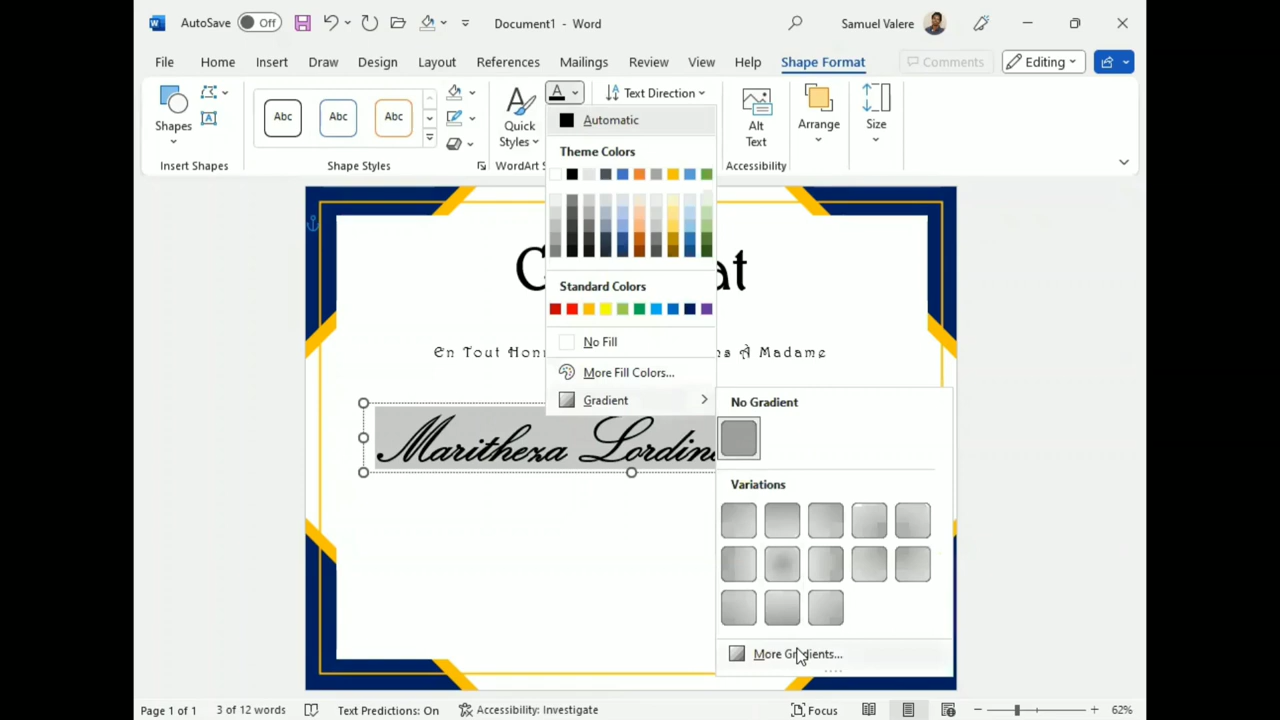 AutoSave Off Document1 - Word Samuel Valere
File Home Insert Draw Design Layout References Mailings Review View Help Shape Format Comments Editing
Shapes
Abc Abc Abc
Quick
Styles
A
Text Direction
Alt
Text
Arrange
Size
Insert Shapes
Shape Styles
WordArt
Accessibility
Automatic
Theme Colors
Standard Colors
No Fill
More Fill Colors...
Gradient
No Gradient
Variations
More Gradients...
En Tout
À Madame
Maritheza
Page 1 of 1 3 of 12 words Text Predictions: On Accessibility: Investigate Focus 62%